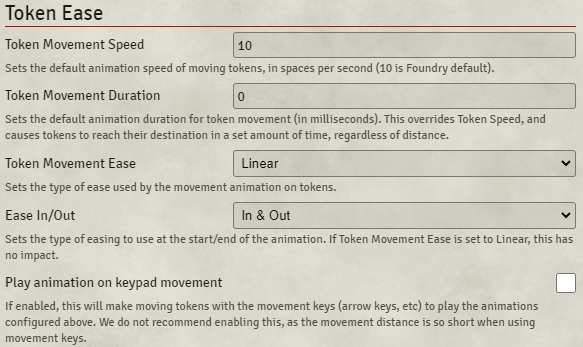 Token Ease
Token Movement Speed
10
Sets the default animation speed of moving tokens, in spaces per second (10 is Foundry default).
Token Movement Duration
0
Sets the default animation duration for token movement (in milliseconds). This overrides Token Speed, and
causes tokens to reach their destination in a set amount of time, regardless of distance.
Token Movement Ease
Linear
Sets the type of ease used by the movement animation on tokens.
Ease In/Out
In & Out
Sets the type of easing to use at the start/end of the animation. If Token Movement Ease is set to Linear, this has
no impact.
Play animation on keypad movement
If enabled, this will make moving tokens with the movement keys (arrow keys, etc) to play the animations
configured above. We do not recommend enabling this, as the movement distance is so short when using
movement keys.